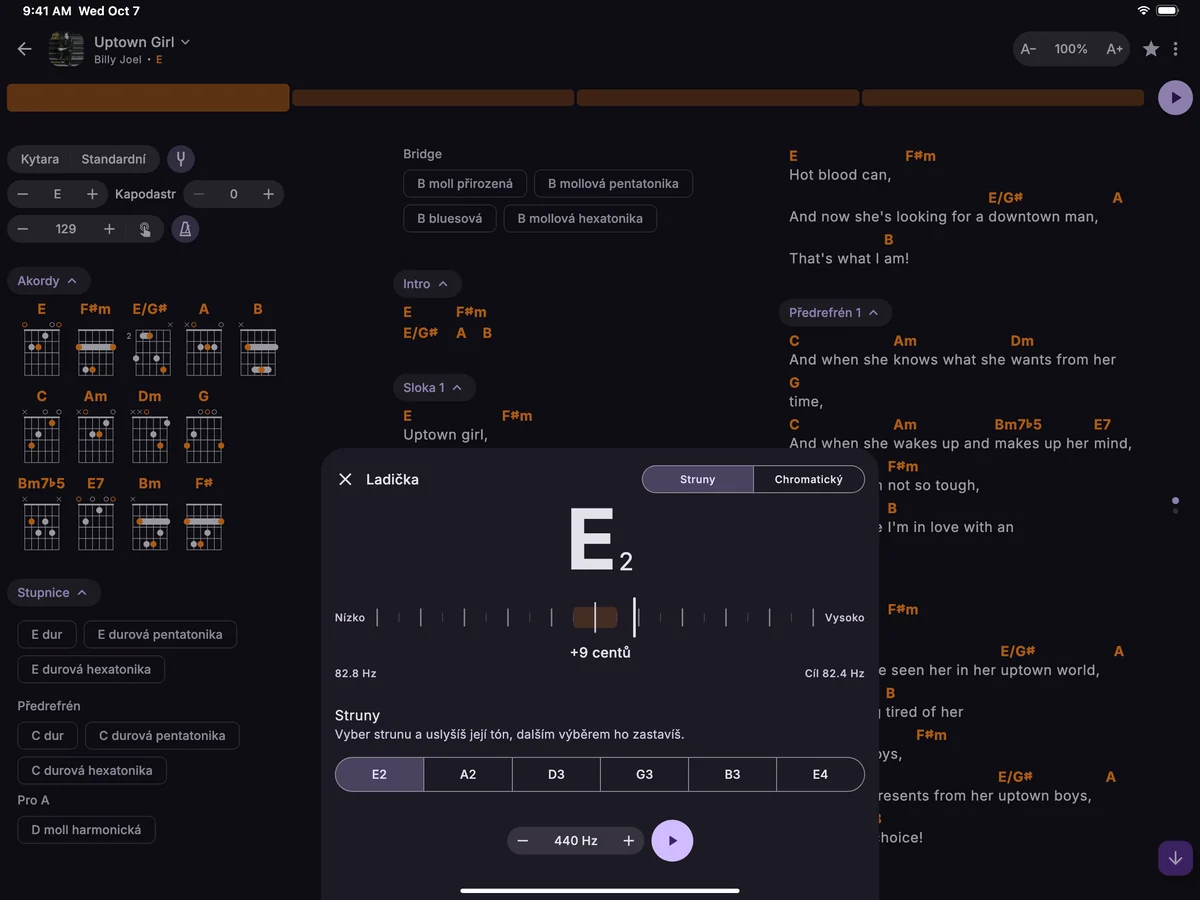 9:41 AM Wed Oct 7
Uptown Girl
Billy Joel • E
A− 100% A+
Kytara Standardní
− E + Kapodastr − 0 +
− 129 +
Akordy
E F#m E/G# A B
2
C Am Dm G
Bm7♭5 E7 Bm F#
Stupnice
E dur E durová pentatonika
E durová hexatonika
Předrefrén
C dur C durová pentatonika
C durová hexatonika
Pro A
D moll harmonická
Bridge
B moll přirozená B mollová pentatonika
B bluesová B mollová hexatonika
Intro
E F#m
E/G# A B
Sloka 1
E F#m
Uptown girl,
E F#m
Hot blood can,
E/G# A
And now she's looking for a downtown man,
B
That's what I am!
Předrefrén 1
C Am Dm
And when she knows what she wants from her
G
time,
C Am Bm7♭5 E7
And when she wakes up and makes up her mind,
F#m
not so tough,
B
I'm in love with an
F#m
E/G# A
seen her in her uptown world,
B
tired of her
F#m
ys,
E/G# A
resents from her uptown boys,
choice!
Ladička
Struny Chromatický
E2
Nízko Vysoko
+9 centů
82.8 Hz Cíl 82.4 Hz
Struny
Vyber strunu a uslyšíš její tón, dalším výběrem ho zastavíš.
E2 A2 D3 G3 B3 E4
− 440 Hz +